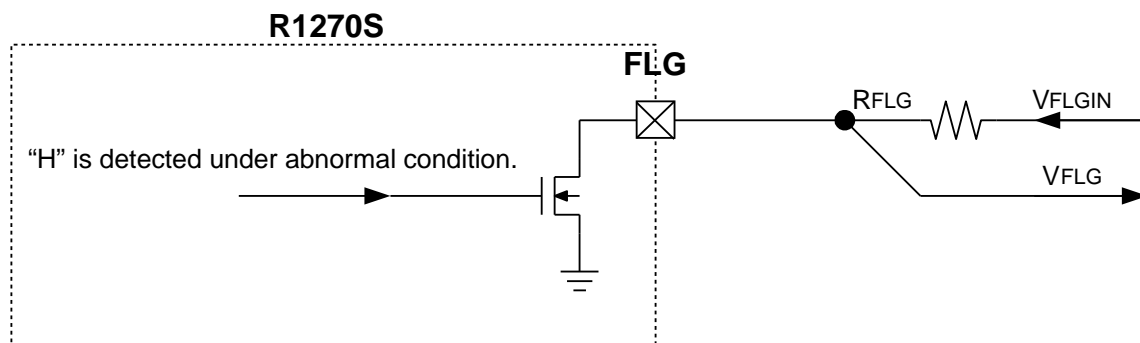 R1270S
FLG
RFLG
VFLGIN
“H” is detected under abnormal condition.
VFLG